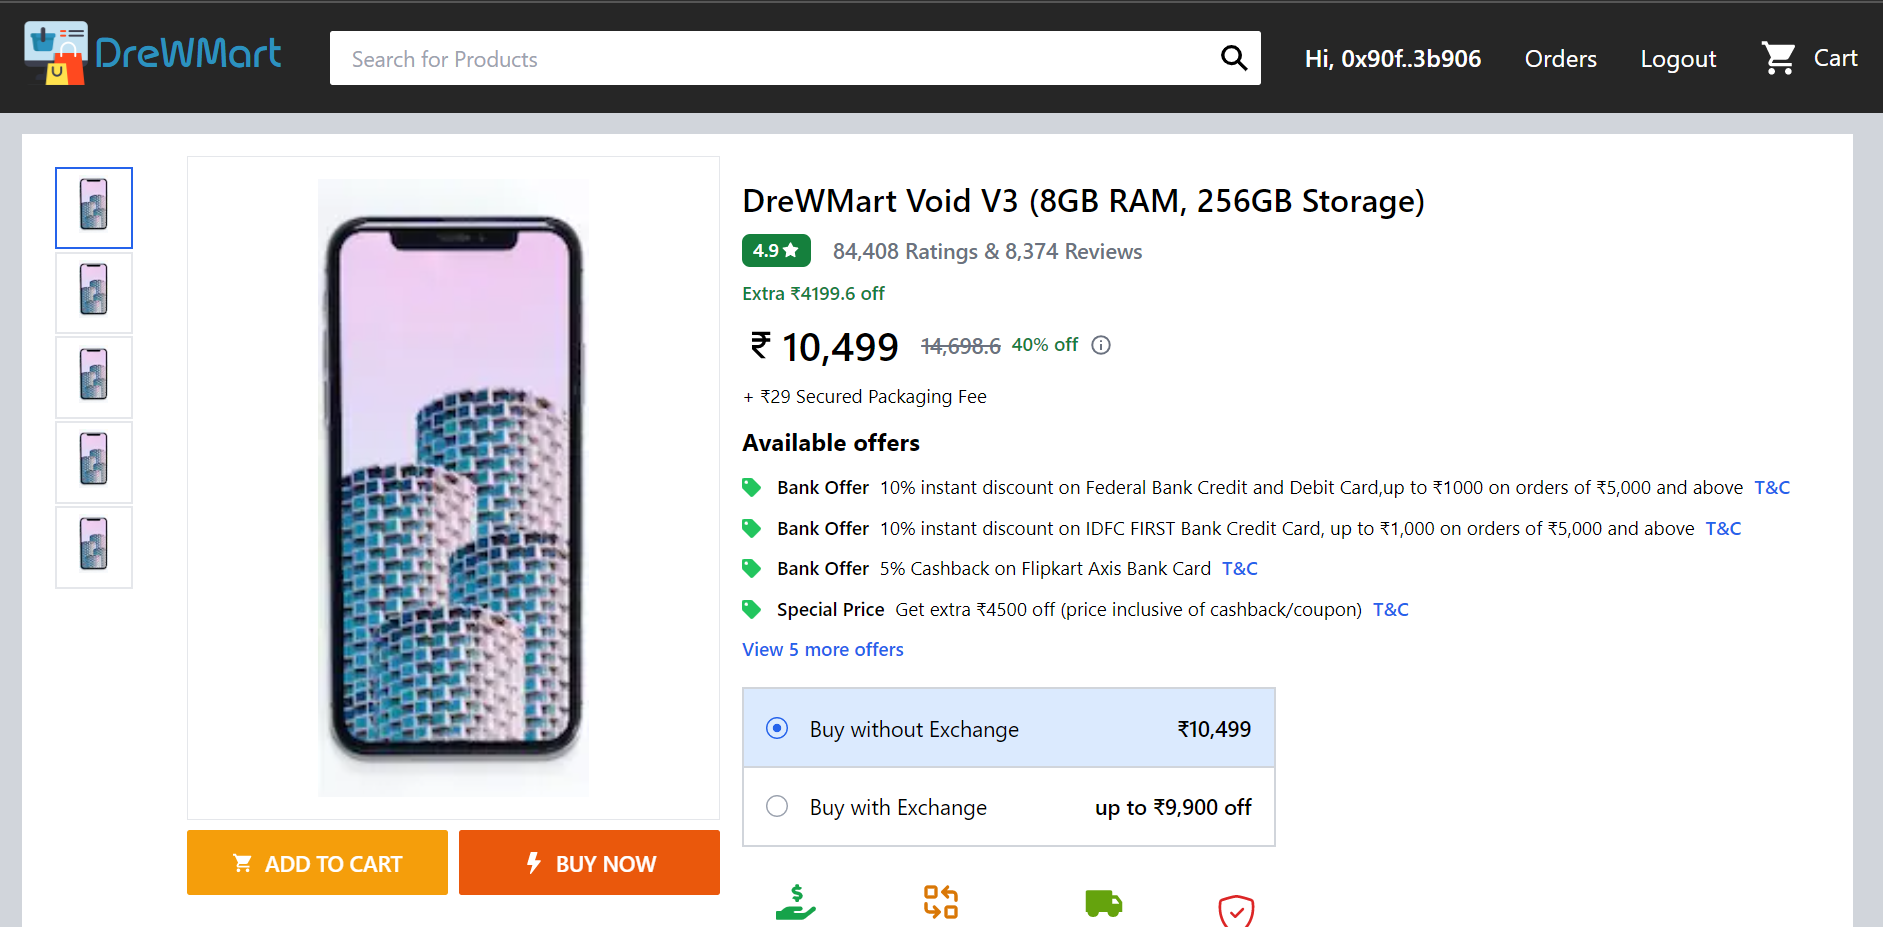 DreWMart
Search for Products
Hi, 0x90f..3b906
Orders
Logout
Cart
DreWMart Void V3 (8GB RAM, 256GB Storage)
4.9 ★ 84,408 Ratings & 8,374 Reviews
Extra ₹4199.6 off
₹ 10,499 14,698.6 40% off
+ ₹29 Secured Packaging Fee
Available offers
Bank Offer 10% instant discount on Federal Bank Credit and Debit Card,up to ₹1000 on orders of ₹5,000 and above T&C
Bank Offer 10% instant discount on IDFC FIRST Bank Credit Card, up to ₹1,000 on orders of ₹5,000 and above T&C
Bank Offer 5% Cashback on Flipkart Axis Bank Card T&C
Special Price Get extra ₹4500 off (price inclusive of cashback/coupon) T&C
View 5 more offers
Buy without Exchange ₹10,499
Buy with Exchange up to ₹9,900 off
ADD TO CART
BUY NOW